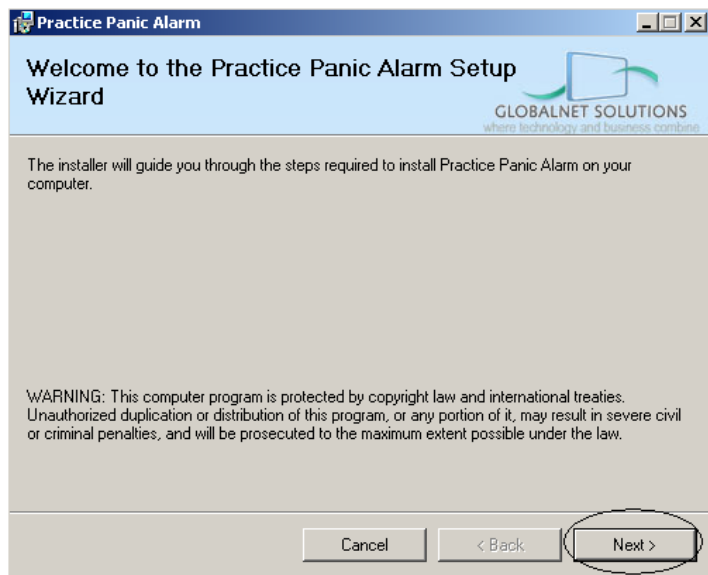 Practice Panic Alarm
Welcome to the Practice Panic Alarm Setup
Wizard
GLOBALNET SOLUTIONS
where technology and business combine
The installer will guide you through the steps required to install Practice Panic Alarm on your
computer.
WARNING: This computer program is protected by copyright law and international treaties.
Unauthorized duplication or distribution of this program, or any portion of it, may result in severe civil
or criminal penalties, and will be prosecuted to the maximum extent possible under the law.
Cancel
< Back
Next >